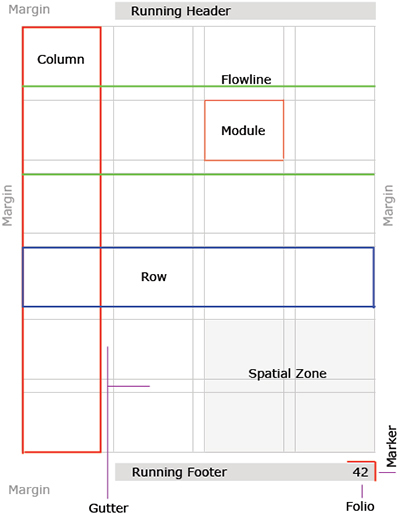 Margin
Running Header
Column
Flowline
Module
Margin
Margin
Row
Spatial Zone
Marker
Running Footer
42
Margin
Gutter
Folio